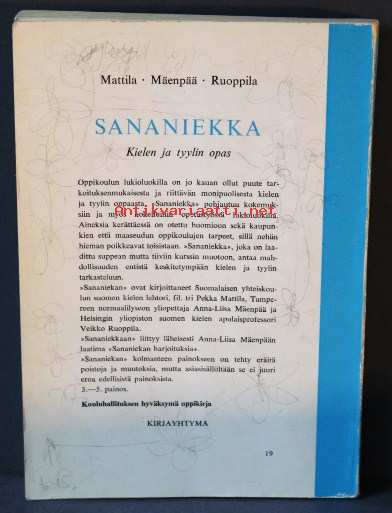 Mattila · Mäenpää · Ruoppila
SANANIEKKA
Kielen ja tyylin opas
Oppikoulun lukioluokilla on jo kauan ollut puute tar-
koituksenmukaisesta ja riittävän monipuolisesta kielen
ja tyylin oppaasta. »Sananiekka» pohjautuu kokemuk-
siin ja myös
antikvariaatti.net
Aineksia kerättäessä on otettu huomioon sekä kaupun-
kien että maaseudun oppikoulujen tarpeet, sillä nehän
hieman poikkeavat toisistaan. »Sananiekka», joka on laa-
dittu suppean mutta tiiviin kurssin muotoon, antaa mah-
dollisuuden entistä keskitetympään kielen ja tyylin
tarkasteluun.
»Sananiekan» ovat kirjoittaneet Suomalaisen yhteiskou-
lun suomen kielen lehtori, fil. tri Pekka Mattila, Tampe-
reen normaalilyseon yliopettaja Anna-Liisa Mäenpää ja
Helsingin yliopiston suomen kielen apulaisprofessori
Veikko Ruoppila.
»Sananiekkaan» liittyy läheisesti Anna-Liisa Mäenpään
laatima »Sananiekan harjoituksia».
»Sananiekan» kolmanteen painokseen on tehty eräitä
poistoja ja muutoksia, mutta asiasisällöltään se ei juuri
eroa edellisistä painoksista.
3.—5. painos.
Kouluhallituksen hyväksymä oppikirja
KIRJAYHTYMÄ
19